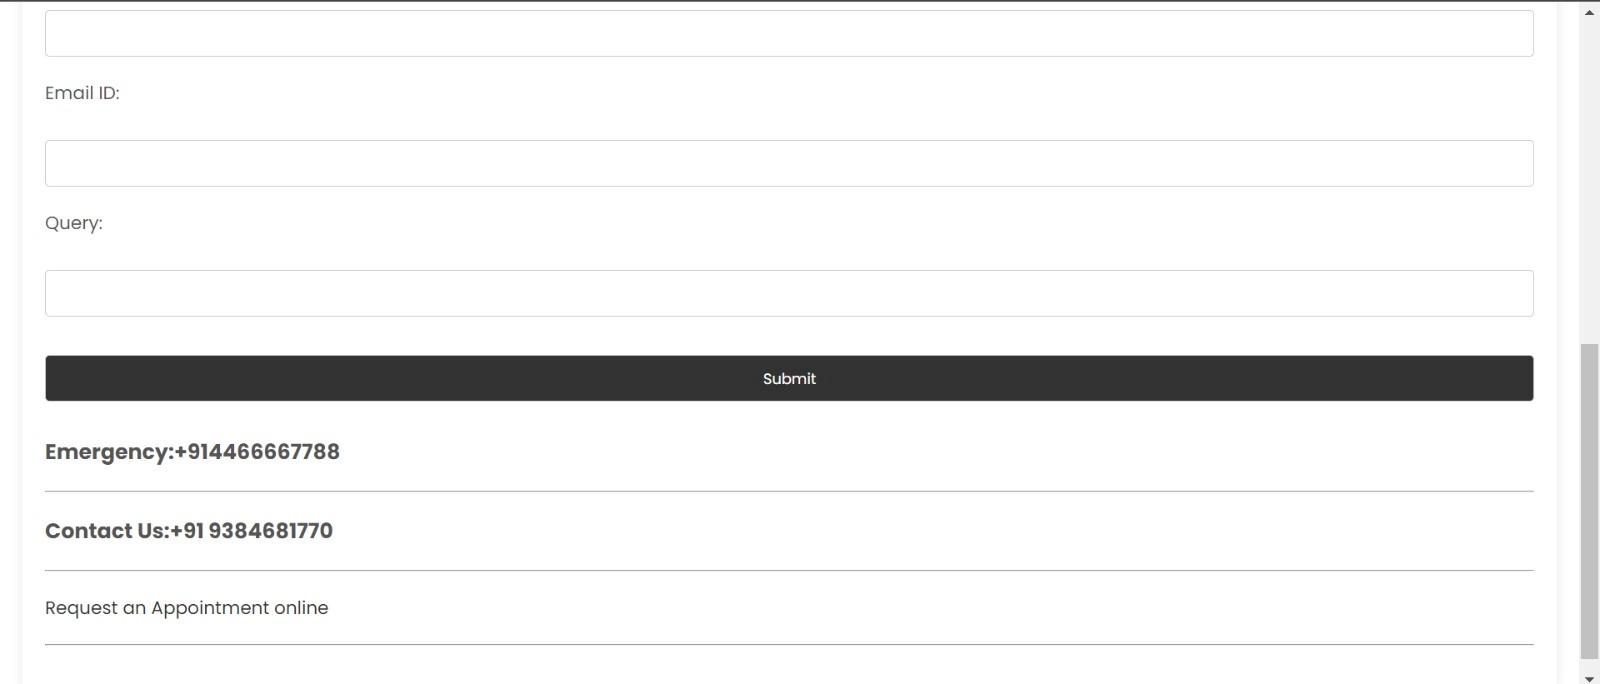 Email ID:
Query:
Submit
Emergency:+914466667788
Contact Us:+91 9384681770
Request an Appointment online